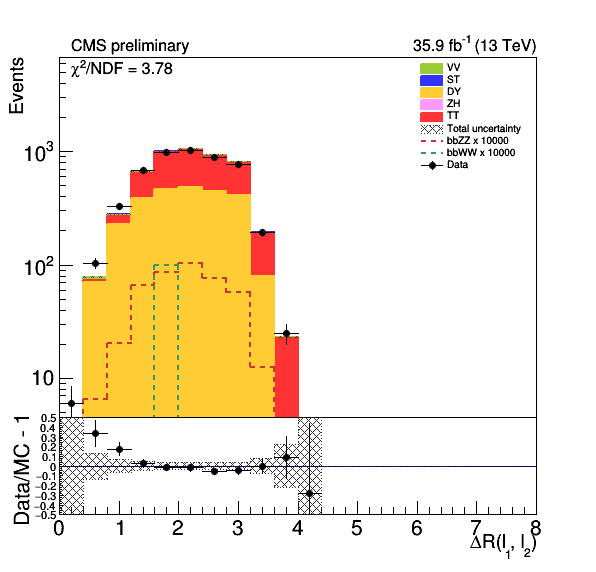 CMS preliminary 35.9 fb⁻¹ (13 TeV)
χ²/NDF = 3.78
Events
VV
ST
DY
ZH
TT
Total uncertainty
bbZZ x 10000
bbWW x 10000
Data
10³
10²
10
Data/MC - 1
0.5
0.4
0.3
0.2
0.1
0
−0.1
−0.2
−0.3
−0.4
−0.5
0 1 2 3 4 5 6 7 8
ΔR(l₁, l₂)